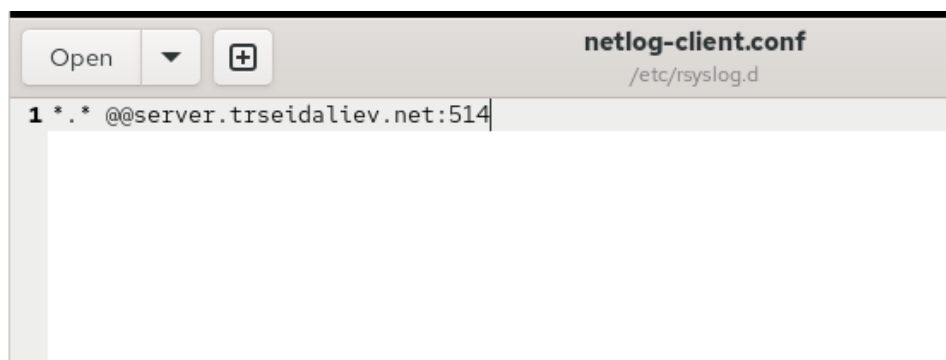 Open
netlog-client.conf
/etc/rsyslog.d
1 *.* @@server.trseidaliev.net:514